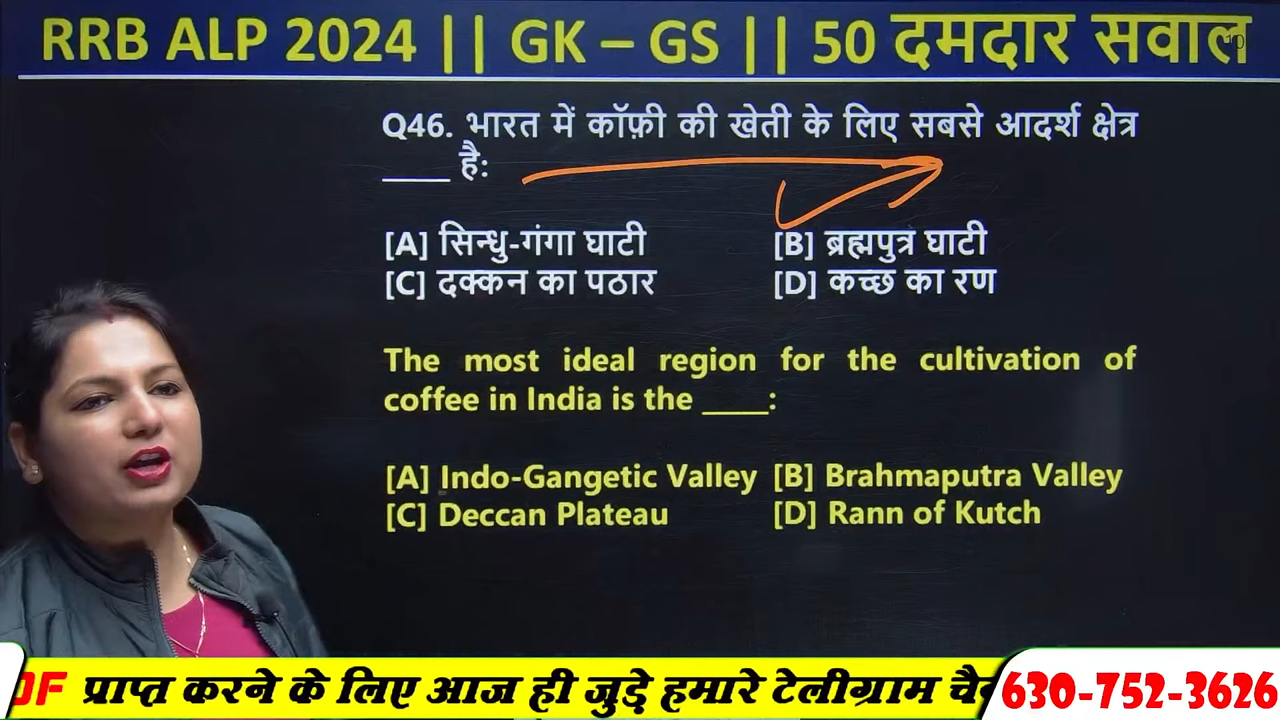 RRB ALP 2024 || GK – GS || 50 दमदार सवाल
10
Q46. भारत में कॉफ़ी की खेती के लिए सबसे आदर्श क्षेत्र
____ है:
[A] सिन्धु-गंगा घाटी [B] ब्रह्मपुत्र घाटी
[C] दक्कन का पठार [D] कच्छ का रण
The most ideal region for the cultivation of
coffee in India is the ____:
[A] Indo-Gangetic Valley [B] Brahmaputra Valley
[C] Deccan Plateau [D] Rann of Kutch
DF प्राप्त करने के लिए आज ही जुड़े हमारे टेलीग्राम 630-752-3626